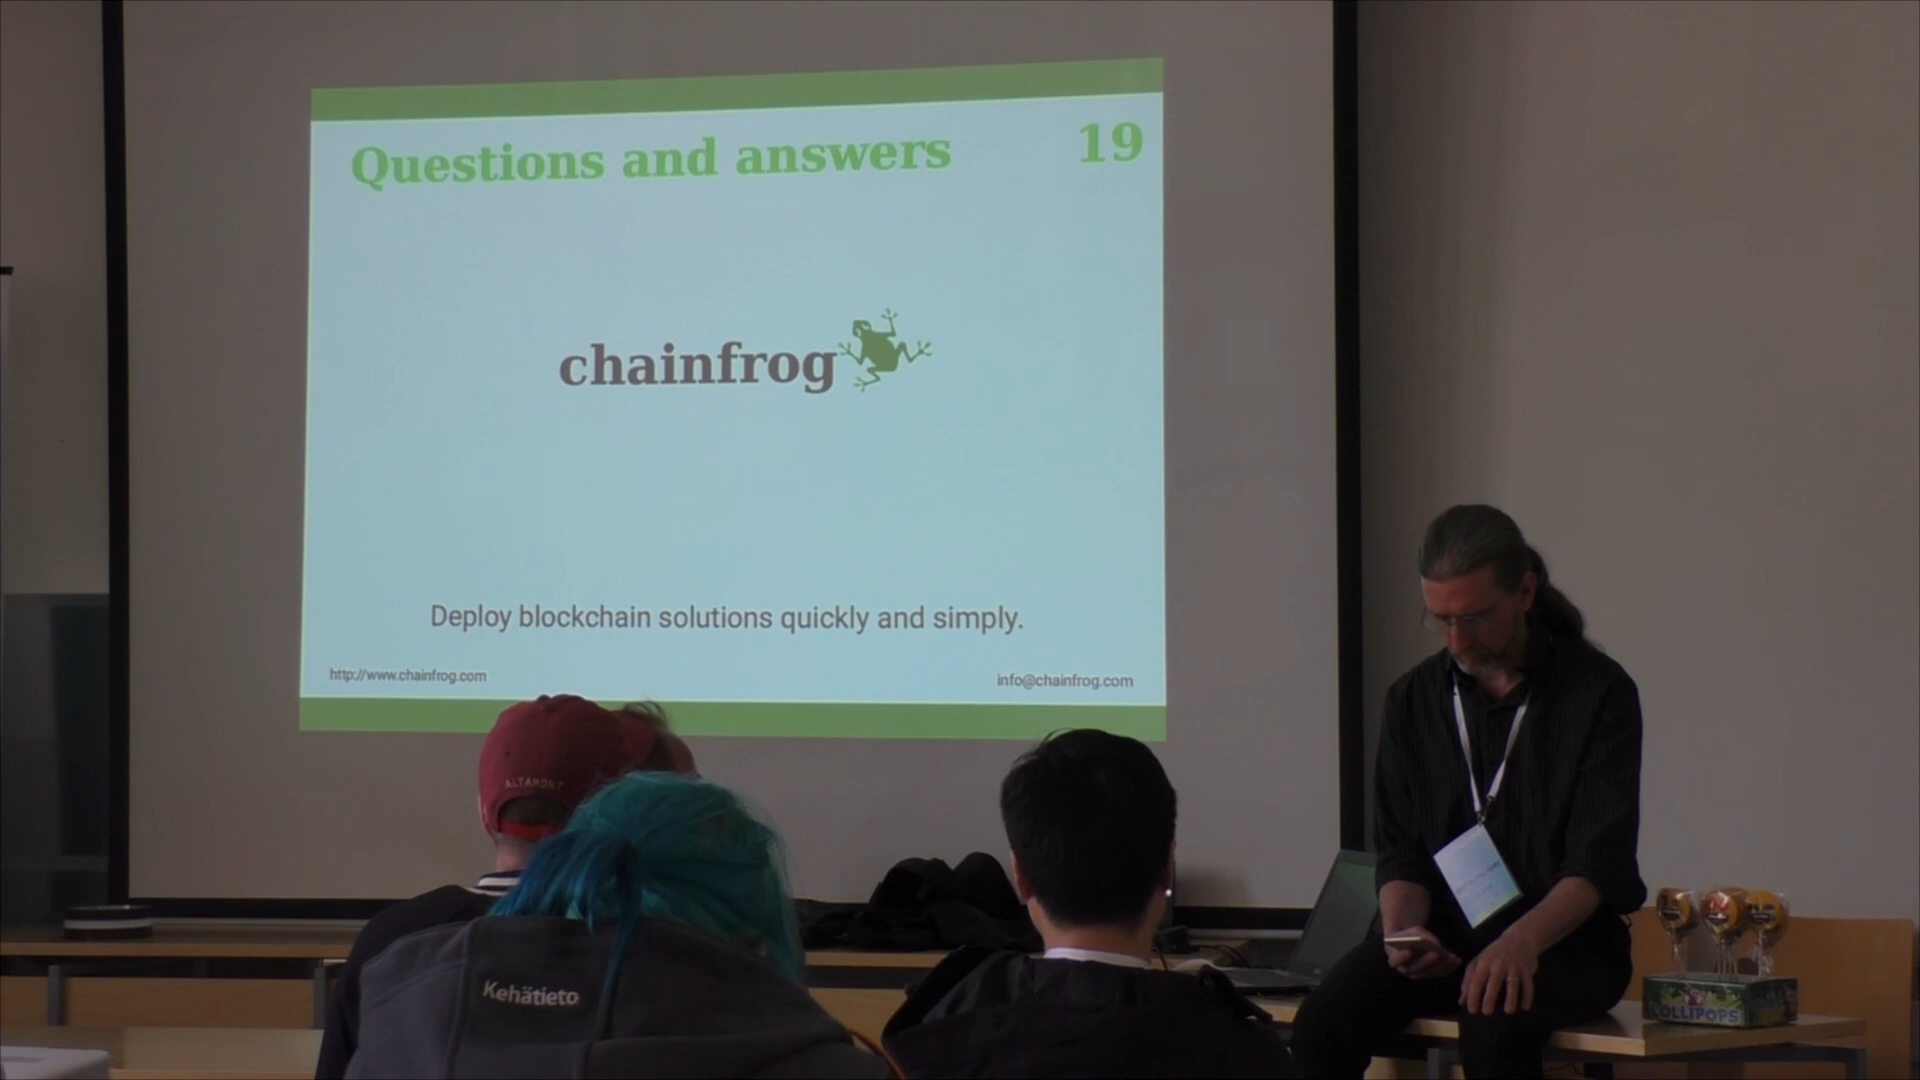 Questions and answers 19
chainfrog
Deploy blockchain solutions quickly and simply.
http://www.chainfrog.com info@chainfrog.com
ALTAMONT
Kehätieto
LOLLIPOPS